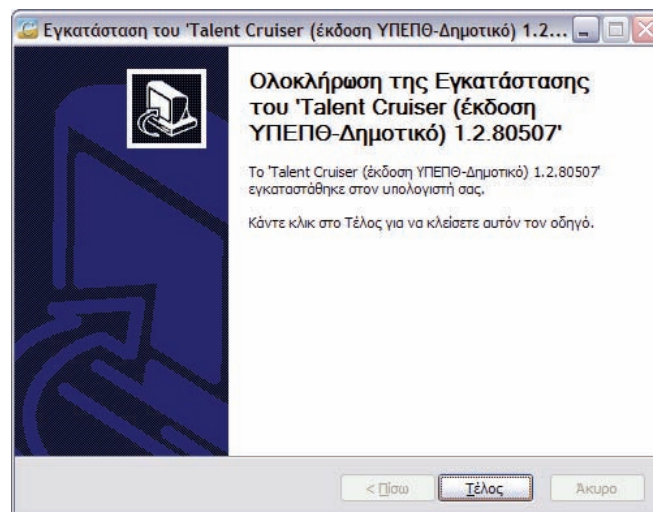 Εγκατάσταση του 'Talent Cruiser (έκδοση ΥΠΕΠΘ-Δημοτικό) 1.2...
Ολοκλήρωση της Εγκατάστασης
του 'Talent Cruiser (έκδοση
ΥΠΕΠΘ-Δημοτικό) 1.2.80507'
Το 'Talent Cruiser (έκδοση ΥΠΕΠΘ-Δημοτικό) 1.2.80507'
εγκαταστάθηκε στον υπολογιστή σας.
Κάντε κλικ στο Τέλος για να κλείσετε αυτόν τον οδηγό.
< Πίσω Τέλος Άκυρο